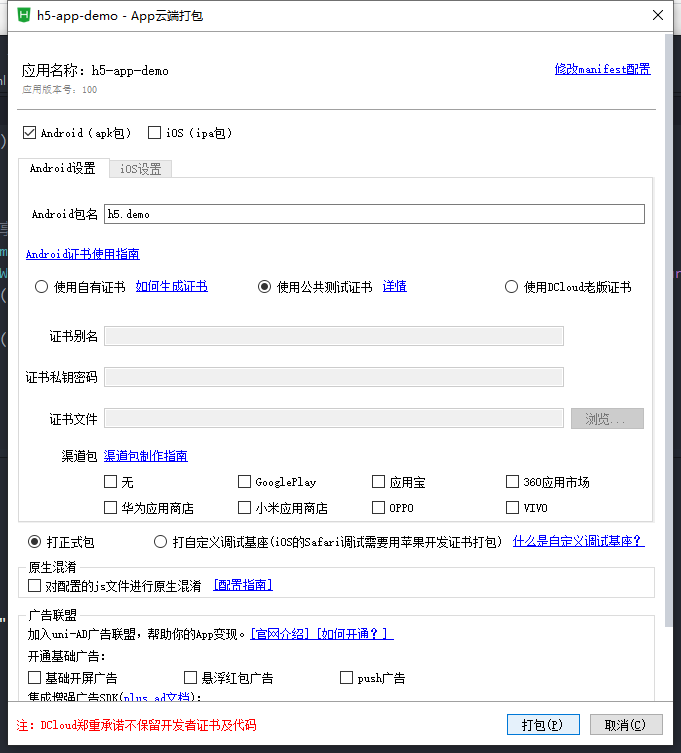 h5-app-demo - App云端打包
应用名称: h5-app-demo
修改manifest配置
应用版本号: 100
Android (apk包)
iOS (ipa包)
Android设置
iOS设置
Android包名
h5.demo
Android证书使用指南
使用自有证书 如何生成证书
使用公共测试证书 详情
使用DCloud老版证书
证书别名
证书私钥密码
证书文件
浏览...
渠道包 渠道包制作指南
无
GooglePlay
应用宝
360应用市场
华为应用商店
小米应用商店
OPPO
VIVO
打正式包
打自定义调试基座(iOS的Safari调试需要用苹果开发证书打包)
什么是自定义调试基座?
原生混淆
对配置的js文件进行原生混淆 [配置指南]
广告联盟
加入uni-AD广告联盟,帮助你的App变现。[官网介绍] [如何开通?]
开通基础广告:
基础开屏广告
悬浮红包广告
push广告
集成增强广告SDK(plus.ad文档):
注: DCloud郑重承诺不保留开发者证书及代码
打包(P)
取消(C)